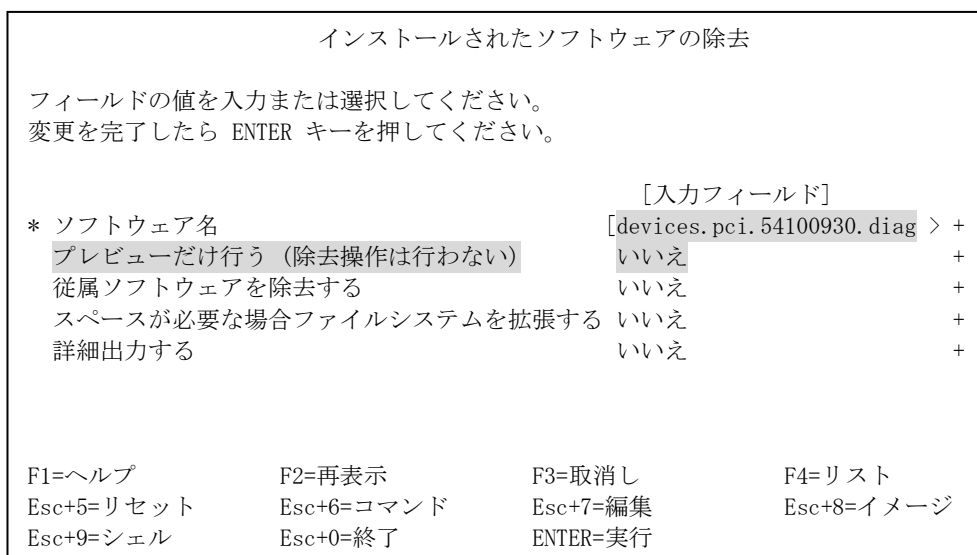 インストールされたソフトウェアの除去
フィールドの値を入力または選択してください。
変更を完了したら ENTER キーを押してください。
[入力フィールド]
* ソフトウェア名 [devices.pci.54100930.diag > +
プレビューだけ行う (除去操作は行わない) いいえ +
従属ソフトウェアを除去する いいえ +
スペースが必要な場合ファイルシステムを拡張する いいえ +
詳細出力する いいえ +
F1=ヘルプ F2=再表示 F3=取消し F4=リスト
Esc+5=リセット Esc+6=コマンド Esc+7=編集 Esc+8=イメージ
Esc+9=シェル Esc+0=終了 ENTER=実行